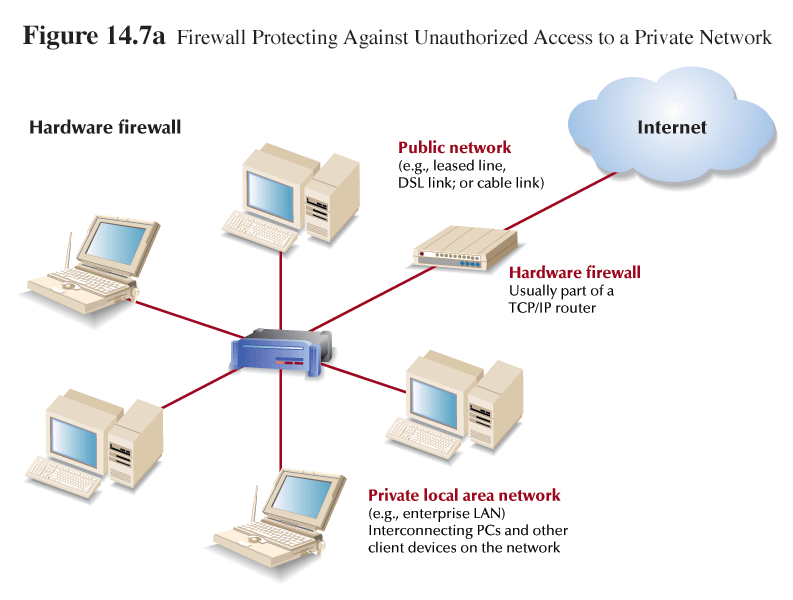 Figure 14.7a Firewall Protecting Against Unauthorized Access to a Private Network
Hardware firewall
Internet
Public network
(e.g., leased line,
DSL link; or cable link)
Hardware firewall
Usually part of a
TCP/IP router
Private local area network
(e.g., enterprise LAN)
Interconnecting PCs and other
client devices on the network